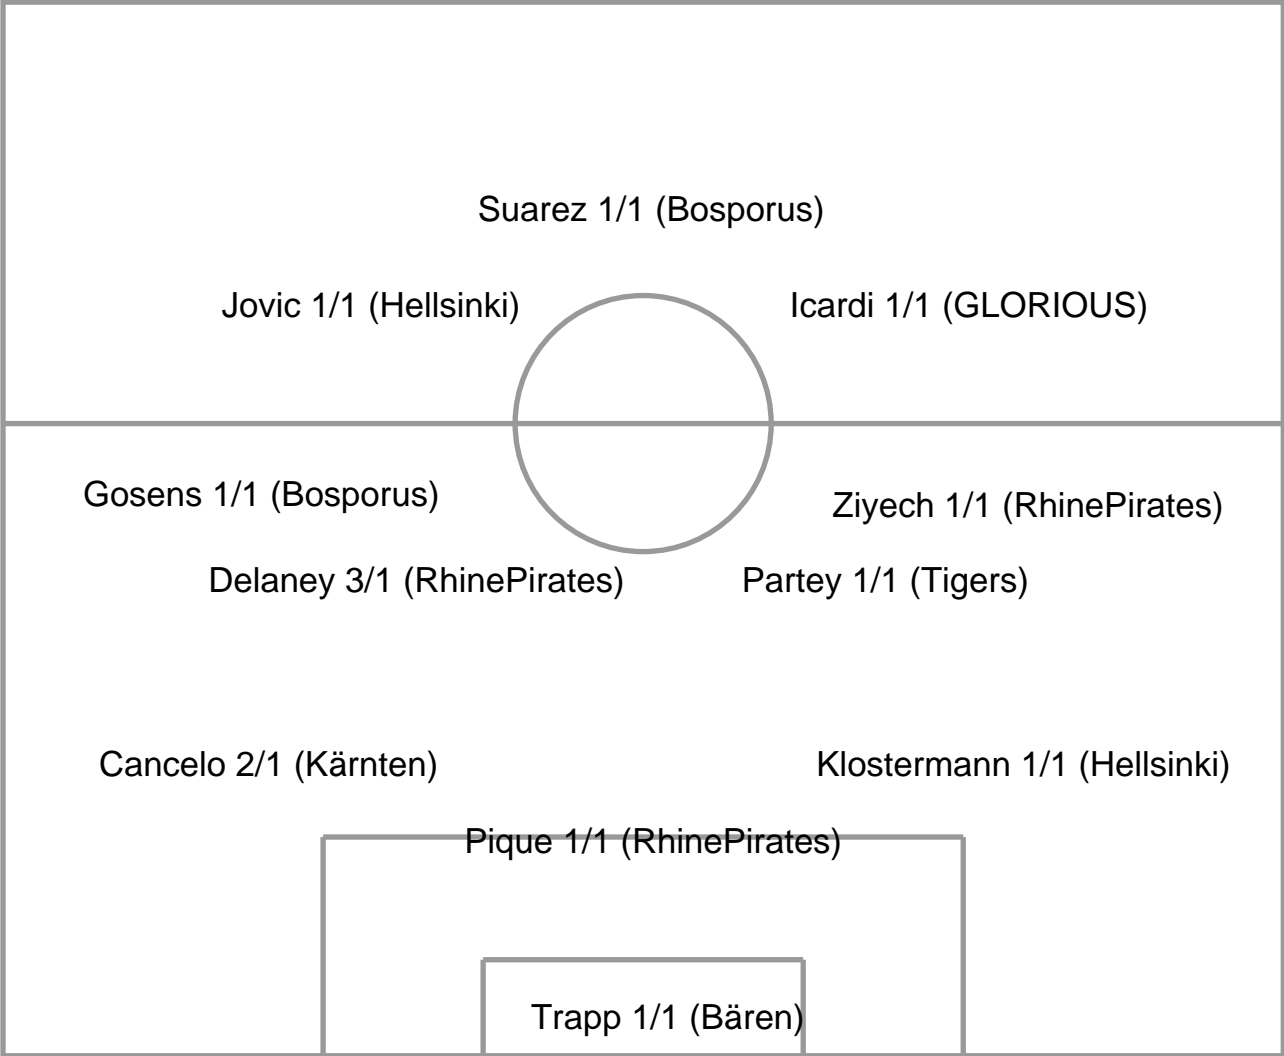 Suarez 1/1 (Bosporus)
Jovic 1/1 (Hellsinki)
Icardi 1/1 (GLORIOUS)
Gosens 1/1 (Bosporus)
Ziyech 1/1 (RhinePirates)
Delaney 3/1 (RhinePirates)
Partey 1/1 (Tigers)
Cancelo 2/1 (Kärnten)
Klostermann 1/1 (Hellsinki)
Pique 1/1 (RhinePirates)
Trapp 1/1 (Bären)